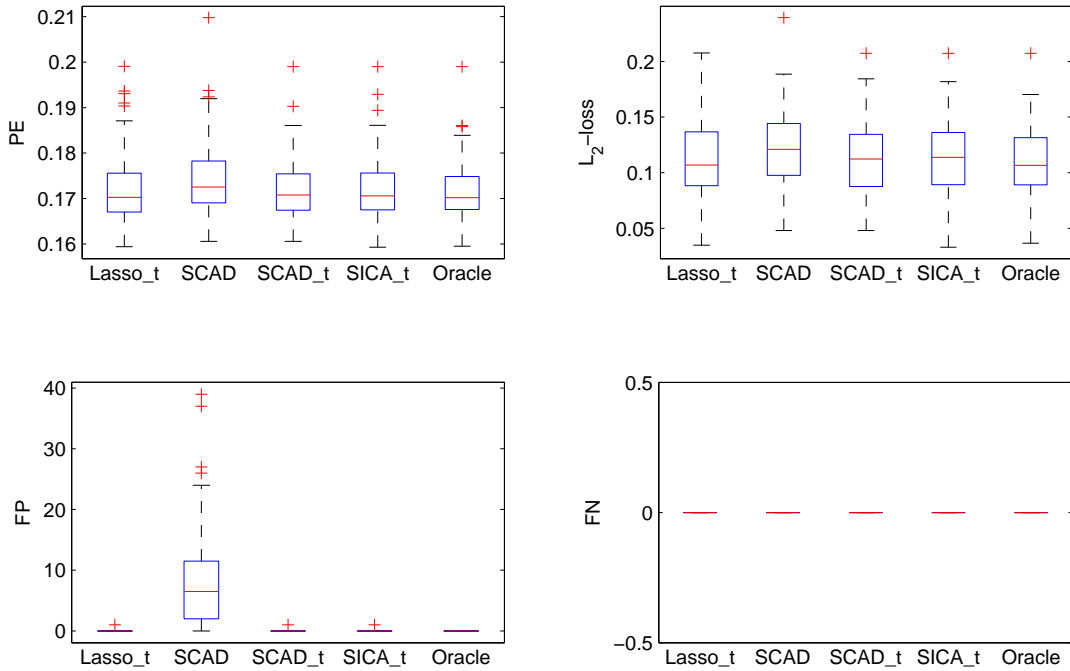 0.21
0.2
0.19
0.18
0.17
0.16
PE
Lasso_t SCAD SCAD_t SICA_t Oracle
0.2
0.15
0.1
0.05
L2−loss
Lasso_t SCAD SCAD_t SICA_t Oracle
40
30
20
10
0
FP
Lasso_t SCAD SCAD_t SICA_t Oracle
0.5
0
−0.5
FN
Lasso_t SCAD SCAD_t SICA_t Oracle